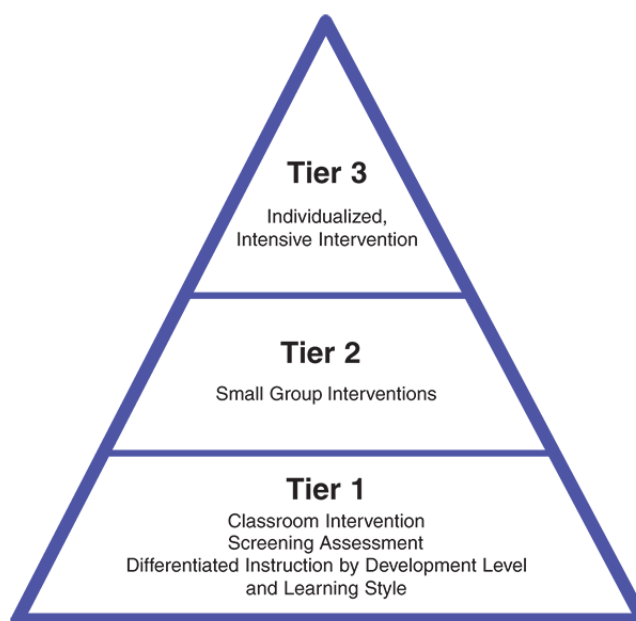 Tier 3
Individualized,
Intensive Intervention
Tier 2
Small Group Interventions
Tier 1
Classroom Intervention
Screening Assessment
Differentiated Instruction by Development Level
and Learning Style